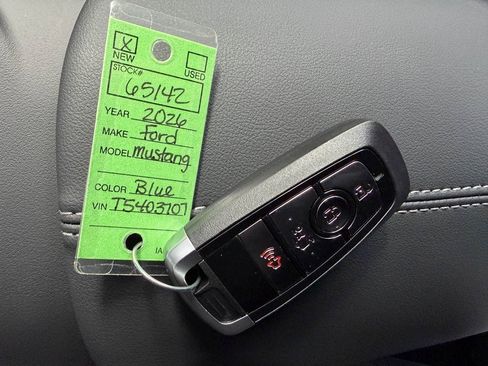 X
NEW USED
STOCK#
65142
YEAR 2026
MAKE Ford
MODEL Mustang
COLOR Blue
VIN T5403707